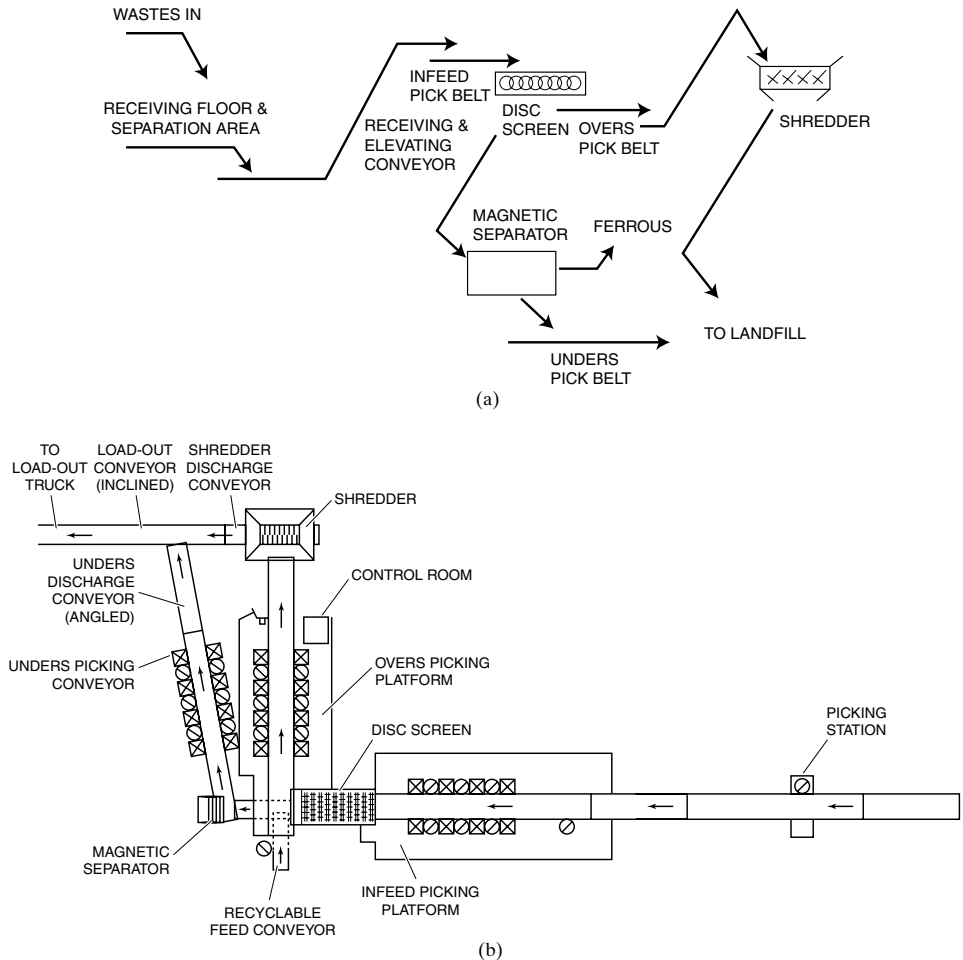 WASTES IN
RECEIVING FLOOR &
SEPARATION AREA
RECEIVING &
ELEVATING
CONVEYOR
INFEED
PICK BELT
DISC
SCREEN
OVERS
PICK BELT
SHREDDER
MAGNETIC
SEPARATOR
FERROUS
TO LANDFILL
UNDERS
PICK BELT
(a)
TO
LOAD-OUT
TRUCK
LOAD-OUT
CONVEYOR
(INCLINED)
SHREDDER
DISCHARGE
CONVEYOR
SHREDDER
CONTROL ROOM
UNDERS
DISCHARGE
CONVEYOR
(ANGLED)
UNDERS PICKING
CONVEYOR
OVERS PICKING
PLATFORM
DISC SCREEN
PICKING
STATION
MAGNETIC
SEPARATOR
RECYCLABLE
FEED CONVEYOR
INFEED PICKING
PLATFORM
(b)